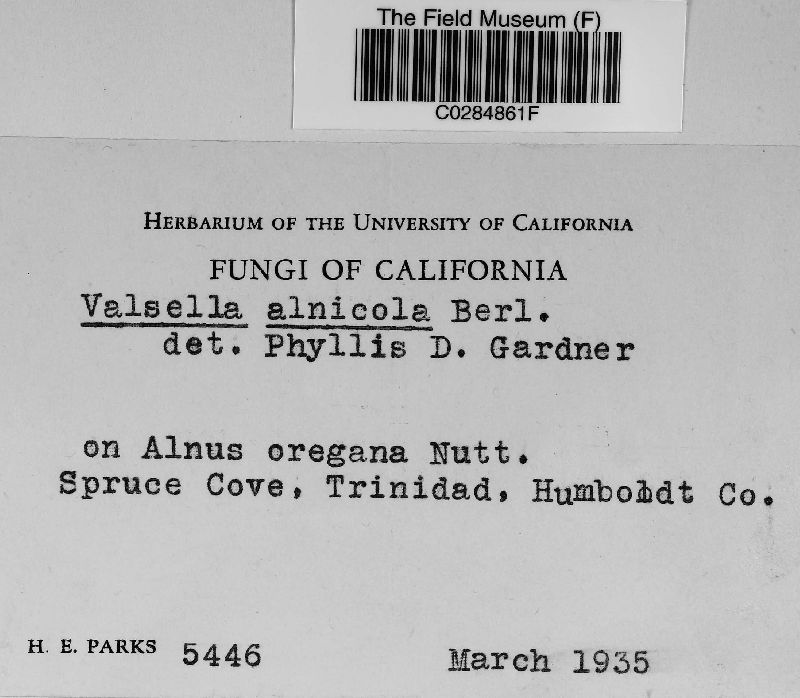 The Field Museum (F)
C0284861F
HERBARIUM OF THE UNIVERSITY OF CALIFORNIA
FUNGI OF CALIFORNIA
Valsella alnicola Berl.
det. Phyllis D. Gardner
on Alnus oregana Nutt.
Spruce Cove, Trinidad, Humboldt Co.
H. E. PARKS 5446 March 1935